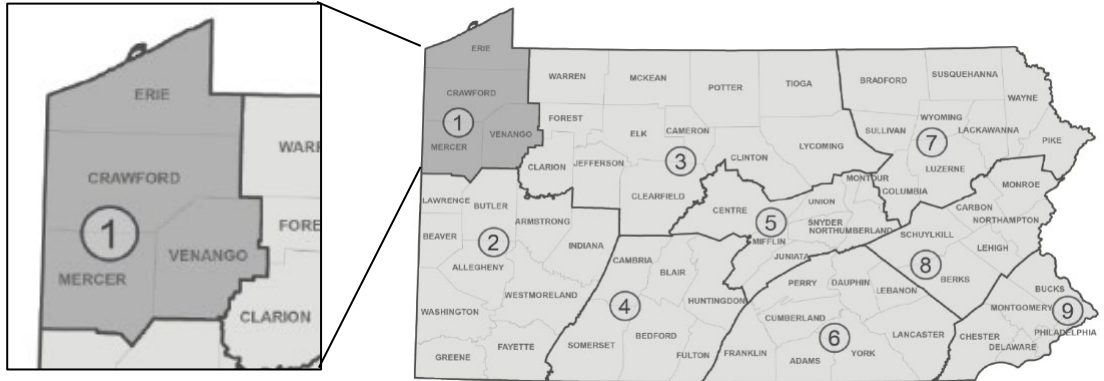 ERIE
CRAWFORD
1
MERCER
VENANGO
WARR
FORE
CLARION
ERIE
CRAWFORD
1
MERCER
VENANGO
WARREN
MCKEAN
POTTER
TIOGA
FOREST
ELK
CAMERON
3
CLARION
JEFFERSON
CLINTON
LYCOMING
CLEARFIELD
BRADFORD
SUSQUEHANNA
WAYNE
WYOMING
SULLIVAN
7
LACKAWANNA
PIKE
LUZERNE
COLUMBIA
LAWRENCE
BUTLER
ARMSTRONG
BEAVER
2
INDIANA
ALLEGHENY
WESTMORELAND
WASHINGTON
GREENE
FAYETTE
CENTRE
5
UNION
MONTOUR
SNYDER
NORTHUMBERLAND
MIFFLIN
JUNIATA
CAMBRIA
BLAIR
HUNTINGDON
4
SOMERSET
BEDFORD
FULTON
PERRY
DAUPHIN
LEBANON
CUMBERLAND
6
LANCASTER
FRANKLIN
ADAMS
YORK
MONROE
CARBON
NORTHAMPTON
SCHUYLKILL
LEHIGH
8
BERKS
BUCKS
MONTGOMERY
9
PHILADELPHIA
CHESTER
DELAWARE